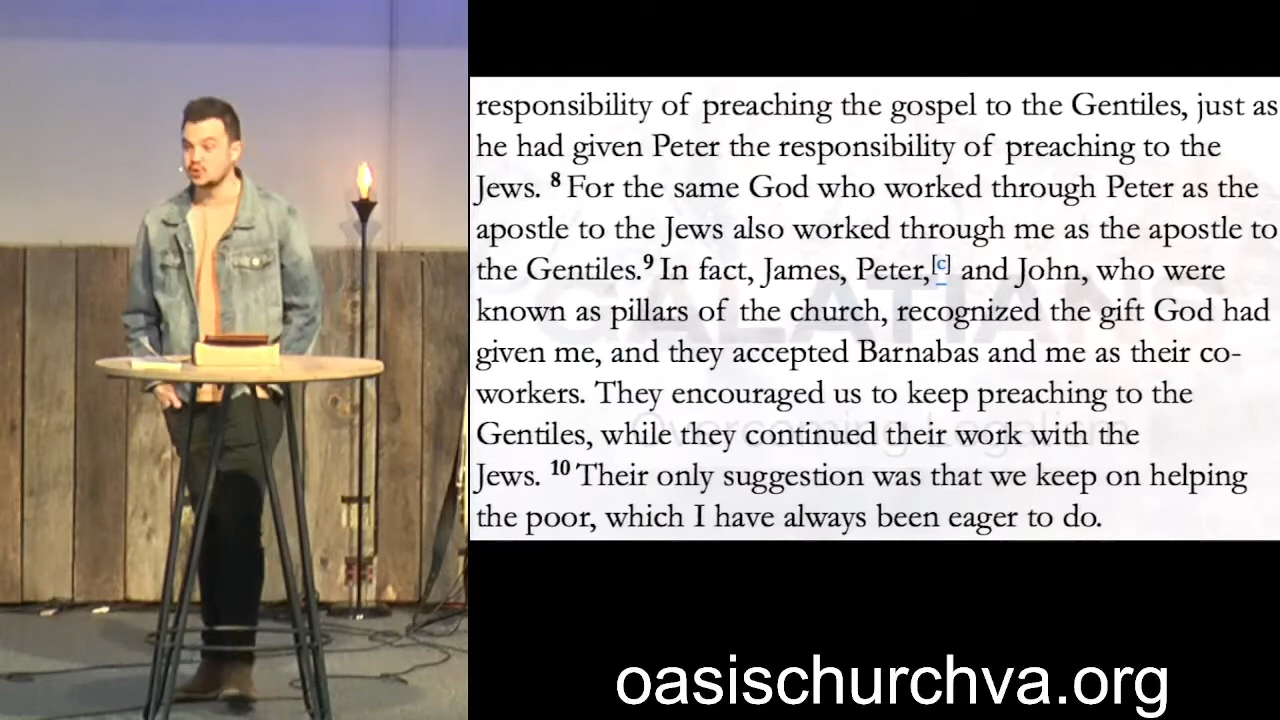 responsibility of preaching the gospel to the Gentiles, just as
he had given Peter the responsibility of preaching to the
Jews. 8 For the same God who worked through Peter as the
apostle to the Jews also worked through me as the apostle to
the Gentiles.9 In fact, James, Peter,[c] and John, who were
known as pillars of the church, recognized the gift God had
given me, and they accepted Barnabas and me as their co-
workers. They encouraged us to keep preaching to the
Gentiles, while they continued their work with the
Jews. 10 Their only suggestion was that we keep on helping
the poor, which I have always been eager to do.
GALATIANS
Overcoming Legalism
oasischurchva.org